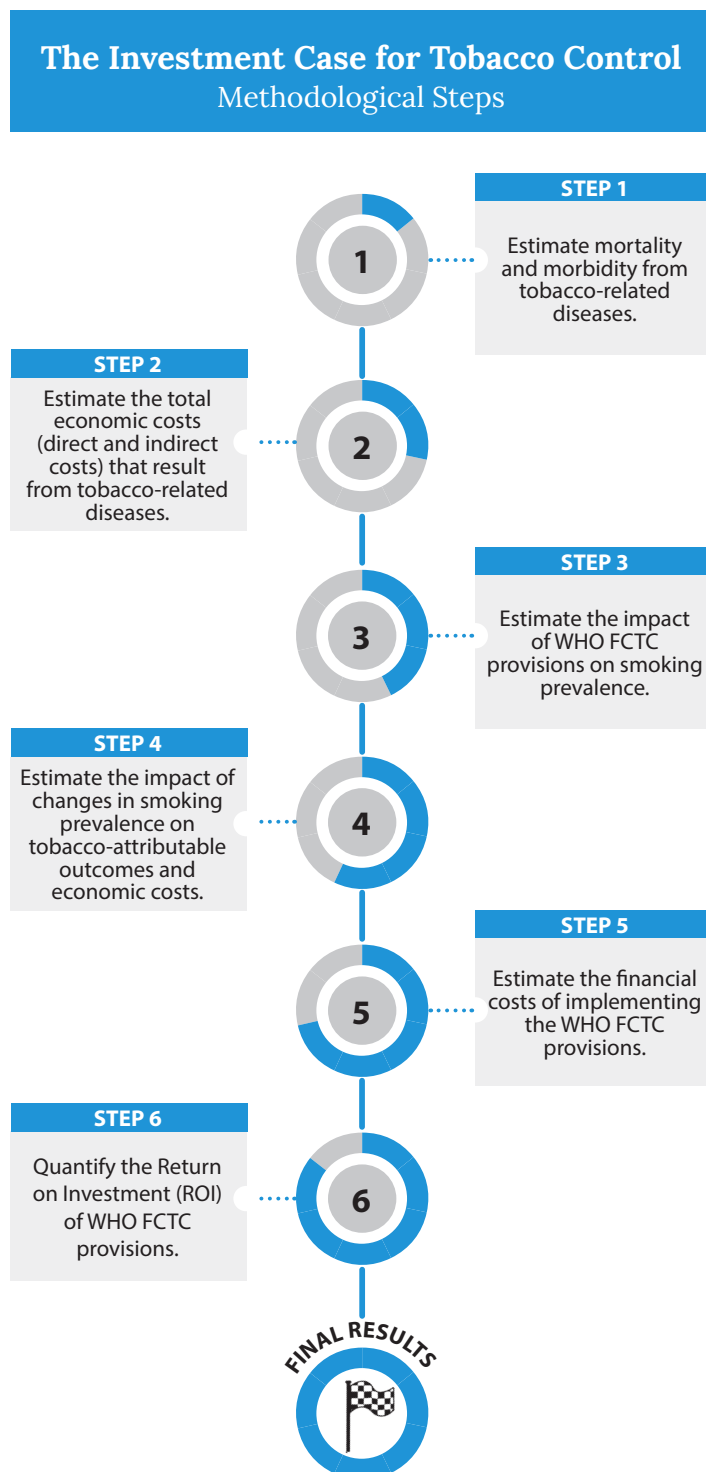 The Investment Case for Tobacco Control
Methodological Steps
1
STEP 1
Estimate mortality
and morbidity from
tobacco-related
diseases.
STEP 2
Estimate the total
economic costs
(direct and indirect
costs) that result
from tobacco-related
diseases.
2
3
STEP 3
Estimate the impact
of WHO FCTC
provisions on smoking
prevalence.
STEP 4
Estimate the impact of
changes in smoking
prevalence on
tobacco-attributable
outcomes and
economic costs.
4
5
STEP 5
Estimate the financial
costs of implementing
the WHO FCTC
provisions.
STEP 6
Quantify the Return
on Investment (ROI)
of WHO FCTC
provisions.
6
FINAL RESULTS